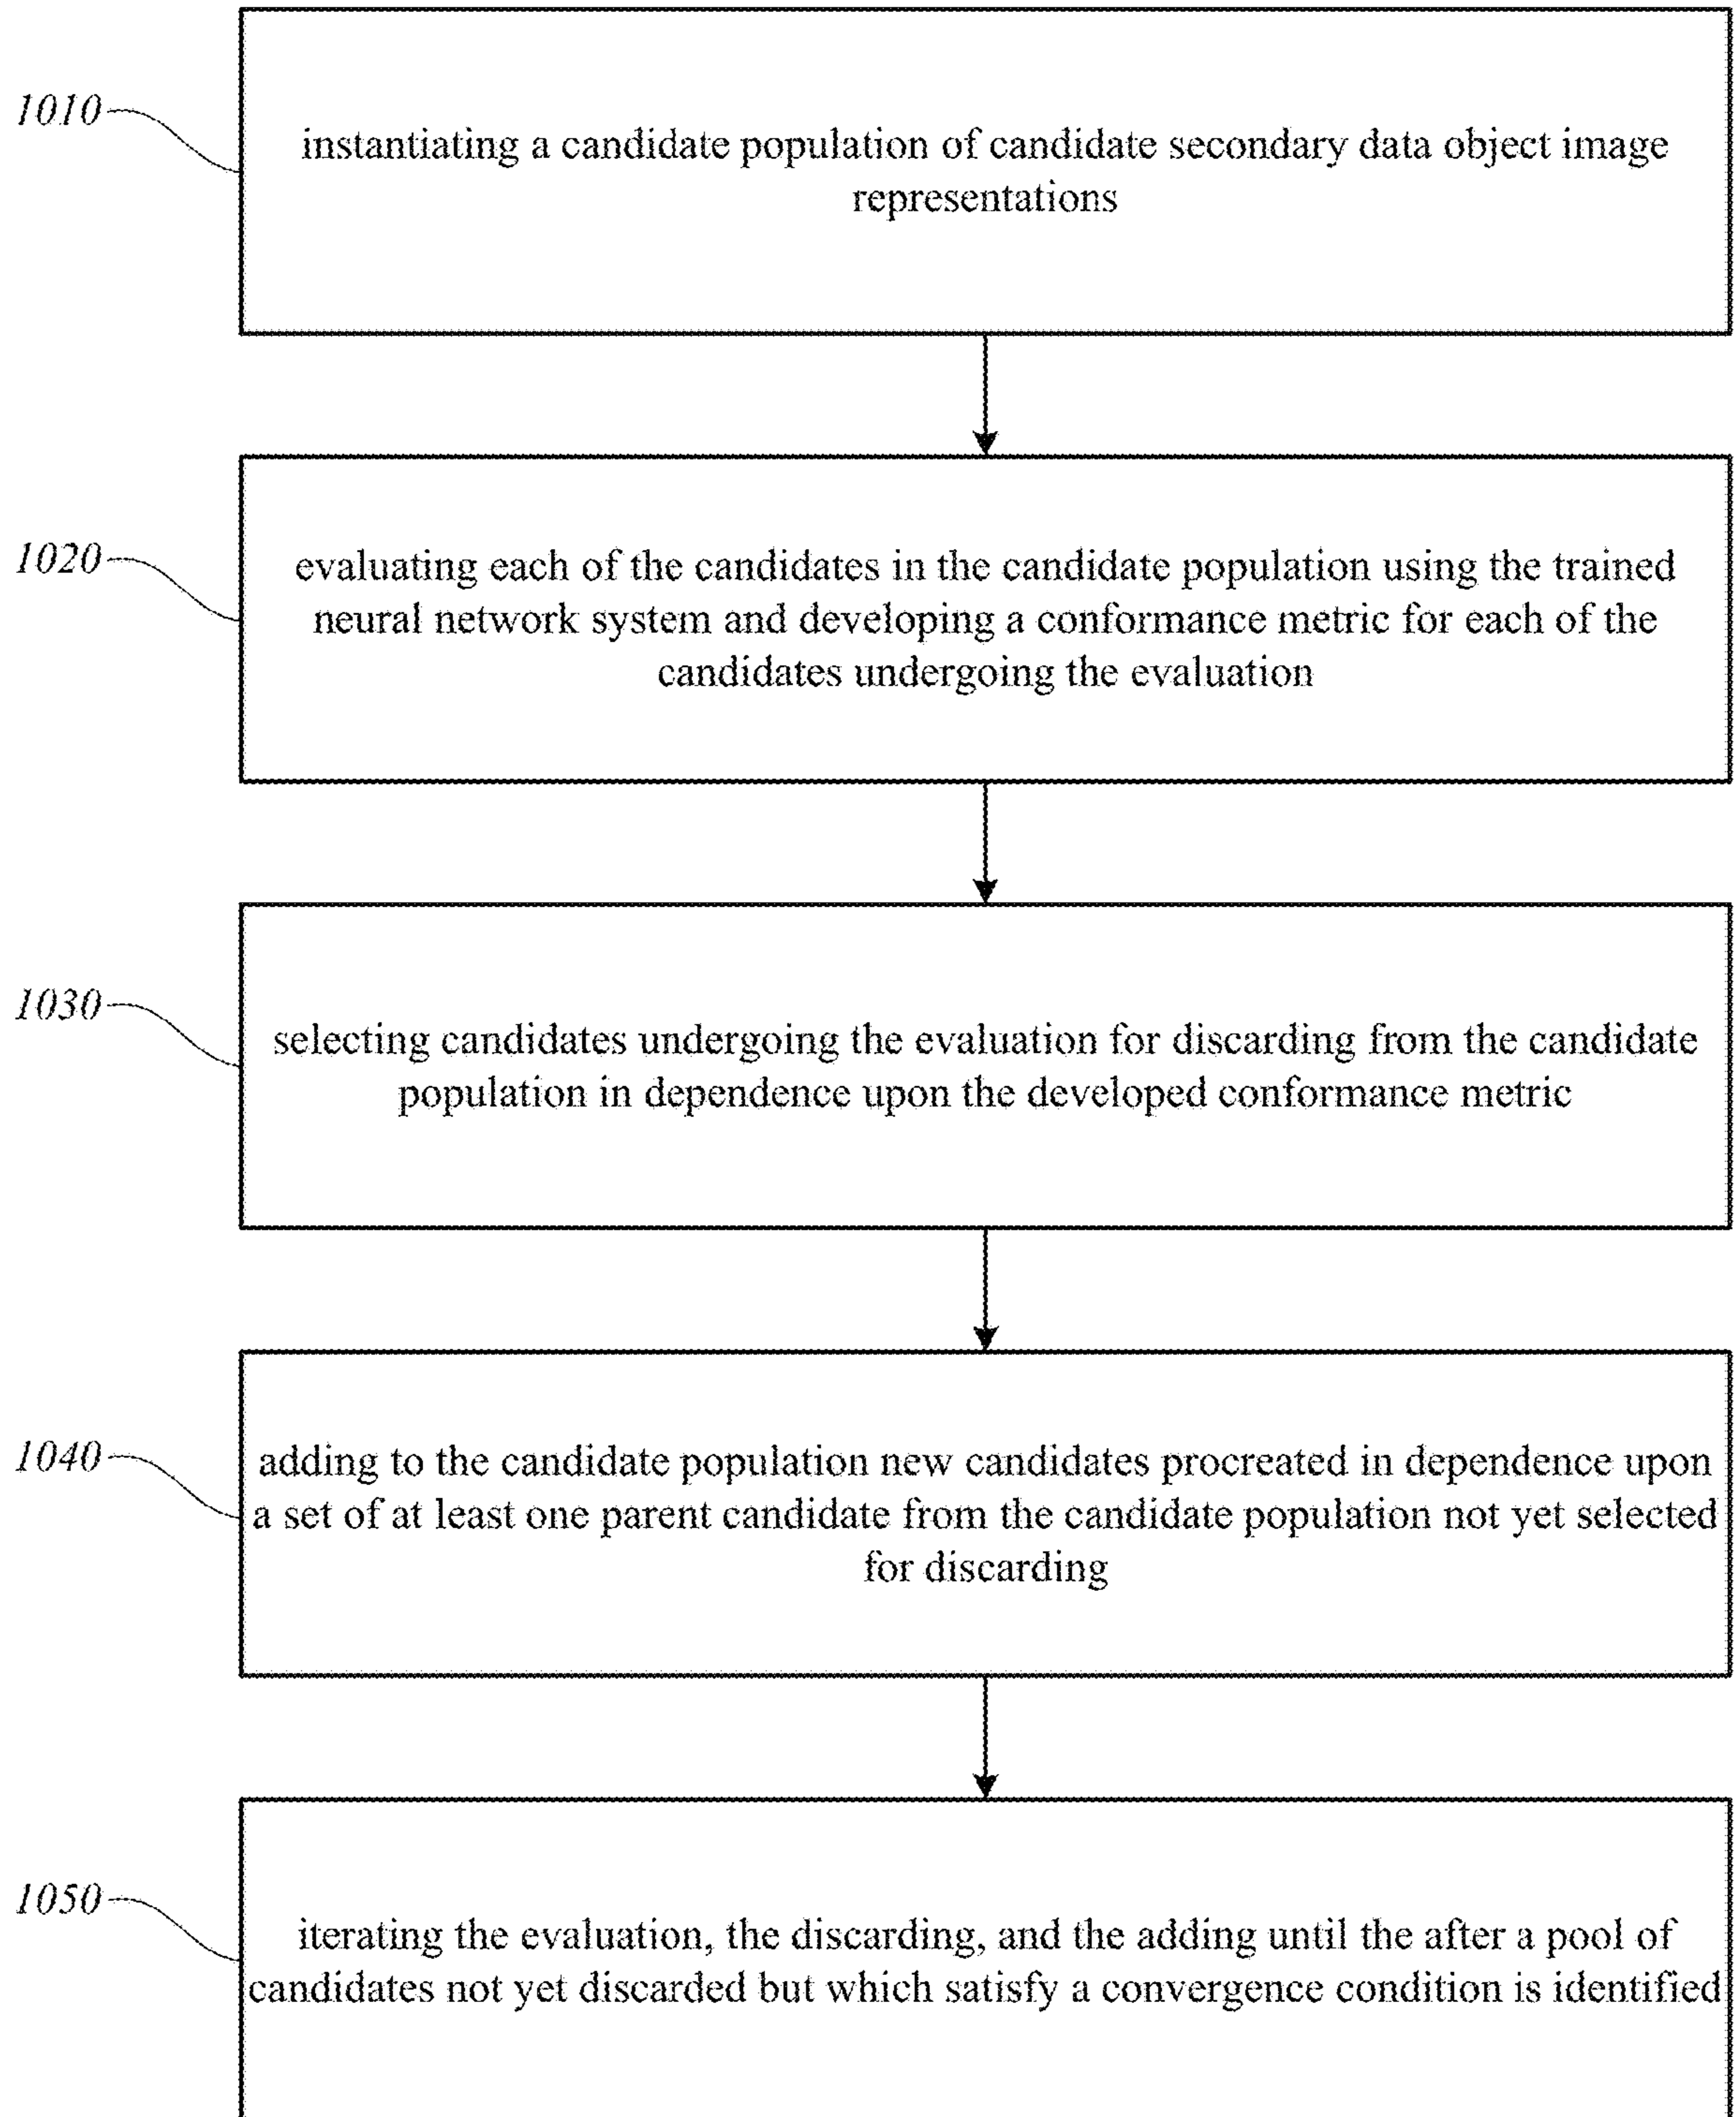 1010
instantiating a candidate population of candidate secondary data object image
representations
1020
evaluating each of the candidates in the candidate population using the trained
neural network system and developing a conformance metric for each of the
candidates undergoing the evaluation
1030
selecting candidates undergoing the evaluation for discarding from the candidate
population in dependence upon the developed conformance metric
1040
adding to the candidate population new candidates procreated in dependence upon
a set of at least one parent candidate from the candidate population not yet selected
for discarding
1050
iterating the evaluation, the discarding, and the adding until the after a pool of
candidates not yet discarded but which satisfy a convergence condition is identified